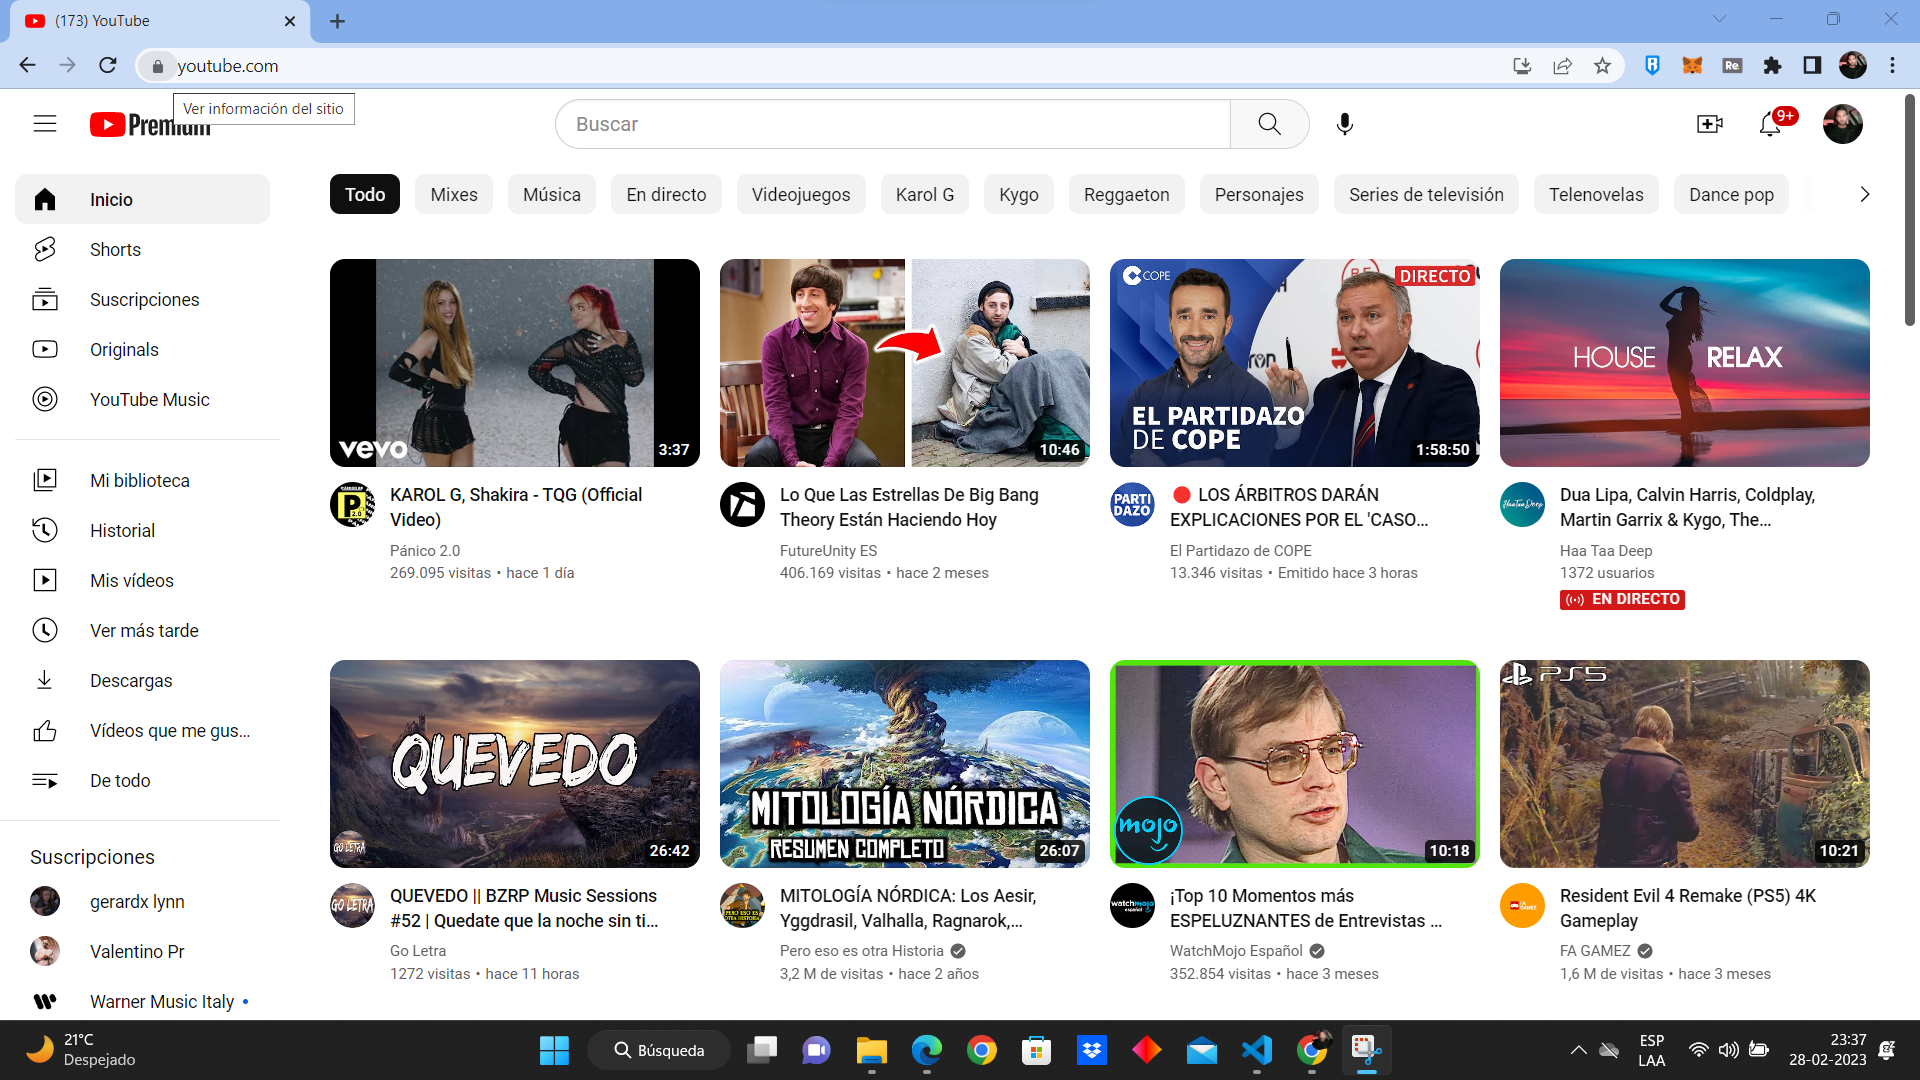 (173) YouTube
youtube.com
Ver información del sitio
Premium
Buscar
9+
Todo
Mixes
Música
En directo
Videojuegos
Karol G
Kygo
Reggaeton
Personajes
Series de televisión
Telenovelas
Dance pop
Inicio
Shorts
Suscripciones
Originals
YouTube Music
Mi biblioteca
Historial
Mis vídeos
Ver más tarde
Descargas
Vídeos que me gus...
De todo
Suscripciones
gerardx lynn
Valentino Pr
Warner Music Italy
vevo
3:37
KAROL G, Shakira - TQG (Official
Video)
Pánico 2.0
269.095 visitas • hace 1 día
10:46
Lo Que Las Estrellas De Big Bang
Theory Están Haciendo Hoy
FutureUnity ES
406.169 visitas • hace 2 meses
COPE
DIRECTO
EL PARTIDAZO
DE COPE
1:58:50
PARTI
DAZO
LOS ÁRBITROS DARÁN
EXPLICACIONES POR EL 'CASO...
El Partidazo de COPE
13.346 visitas • Emitido hace 3 horas
HOUSE RELAX
HaaTaaDeep
Dua Lipa, Calvin Harris, Coldplay,
Martin Garrix & Kygo, The...
Haa Taa Deep
1372 usuarios
EN DIRECTO
QUEVEDO
GO LETRA
26:42
GO LETRA
QUEVEDO || BZRP Music Sessions
#52 | Quedate que la noche sin ti...
Go Letra
1272 visitas • hace 11 horas
MITOLOGÍA NÓRDICA
RESUMEN COMPLETO
26:07
MITOLOGÍA NÓRDICA: Los Aesir,
Yggdrasil, Valhalla, Ragnarok,...
Pero eso es otra Historia
3,2 M de visitas • hace 2 años
mojo
10:18
watchmojo
español
¡Top 10 Momentos más
ESPELUZNANTES de Entrevistas ...
WatchMojo Español
352.854 visitas • hace 3 meses
PS5
10:21
FA GAMEZ
Resident Evil 4 Remake (PS5) 4K
Gameplay
FA GAMEZ
1,6 M de visitas • hace 3 meses
21°C
Despejado
Búsqueda
ESP
LAA
23:37
28-02-2023